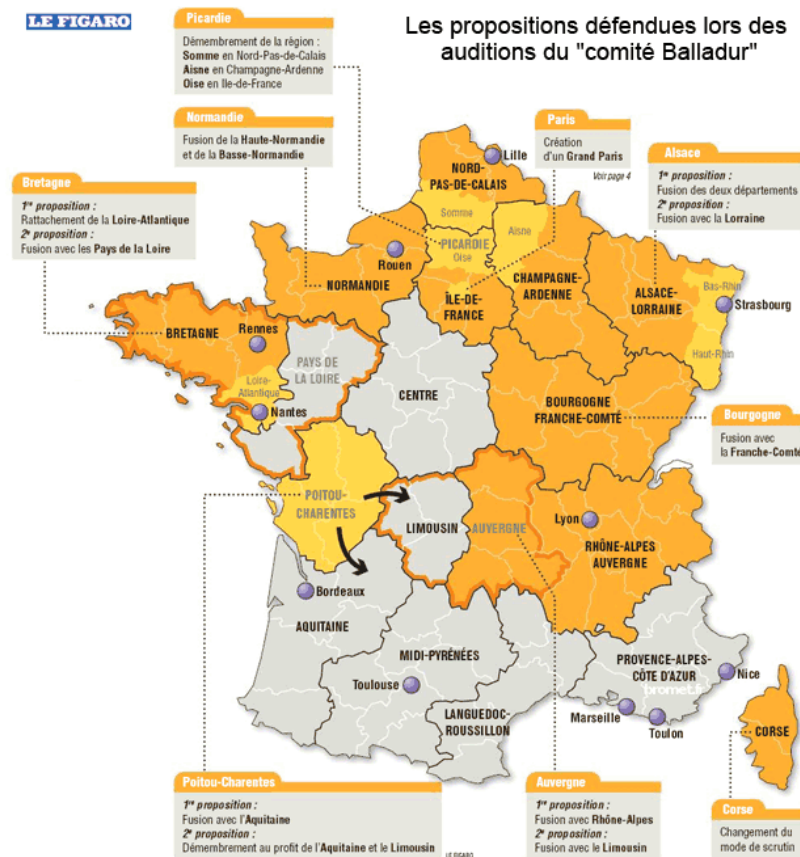 LE FIGARO
Les propositions défendues lors des
auditions du "comité Balladur"
Picardie
Démembrement de la région :
Somme en Nord-Pas-de-Calais
Aisne en Champagne-Ardenne
Oise en Ile-de-France
Normandie
Fusion de la Haute-Normandie
et de la Basse-Normandie
Paris
Création
d'un Grand Paris
Voir page 4
Alsace
1re proposition :
Fusion des deux départements
2e proposition :
Fusion avec la Lorraine
Bretagne
1re proposition :
Rattachement de la Loire-Atlantique
2e proposition :
Fusion avec les Pays de la Loire
Lille
NORD-
PAS-DE-CALAIS
Somme
Aisne
PICARDIE
Oise
Rouen
NORMANDIE
ÎLE-DE-
FRANCE
CHAMPAGNE-
ARDENNE
ALSACE-
LORRAINE
Bas-Rhin
Strasbourg
Haut-Rhin
BRETAGNE
Rennes
PAYS DE
LA LOIRE
Loire-
Atlantique
Nantes
CENTRE
BOURGOGNE
FRANCHE-COMTÉ
Bourgogne
Fusion avec
la Franche-Comté
POITOU-
CHARENTES
LIMOUSIN
AUVERGNE
Lyon
RHÔNE-ALPES
AUVERGNE
Bordeaux
AQUITAINE
MIDI-PYRÉNÉES
Toulouse
LANGUEDOC-
ROUSSILLON
PROVENCE-ALPES-
CÔTE D'AZUR
bromet.fr
Nice
Marseille
Toulon
CORSE
Poitou-Charentes
1re proposition :
Fusion avec l'Aquitaine
2e proposition :
Démembrement au profit de l'Aquitaine et le Limousin
LE FIGARO
Auvergne
1re proposition :
Fusion avec Rhône-Alpes
2e proposition :
Fusion avec le Limousin
Corse
Changement du
mode de scrutin